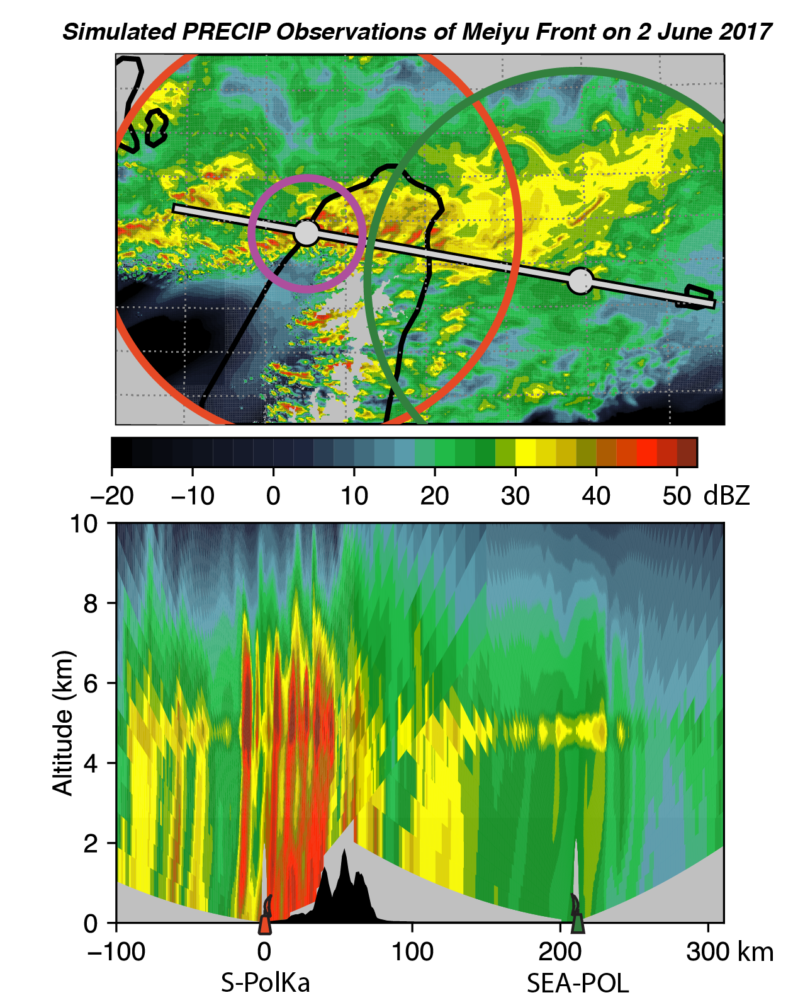 Simulated PRECIP Observations of Meiyu Front on 2 June 2017
−20 −10 0 10 20 30 40 50 dBZ
10
8
6
4
2
0
Altitude (km)
−100 0 100 200 300 km
S-PolKa SEA-POL